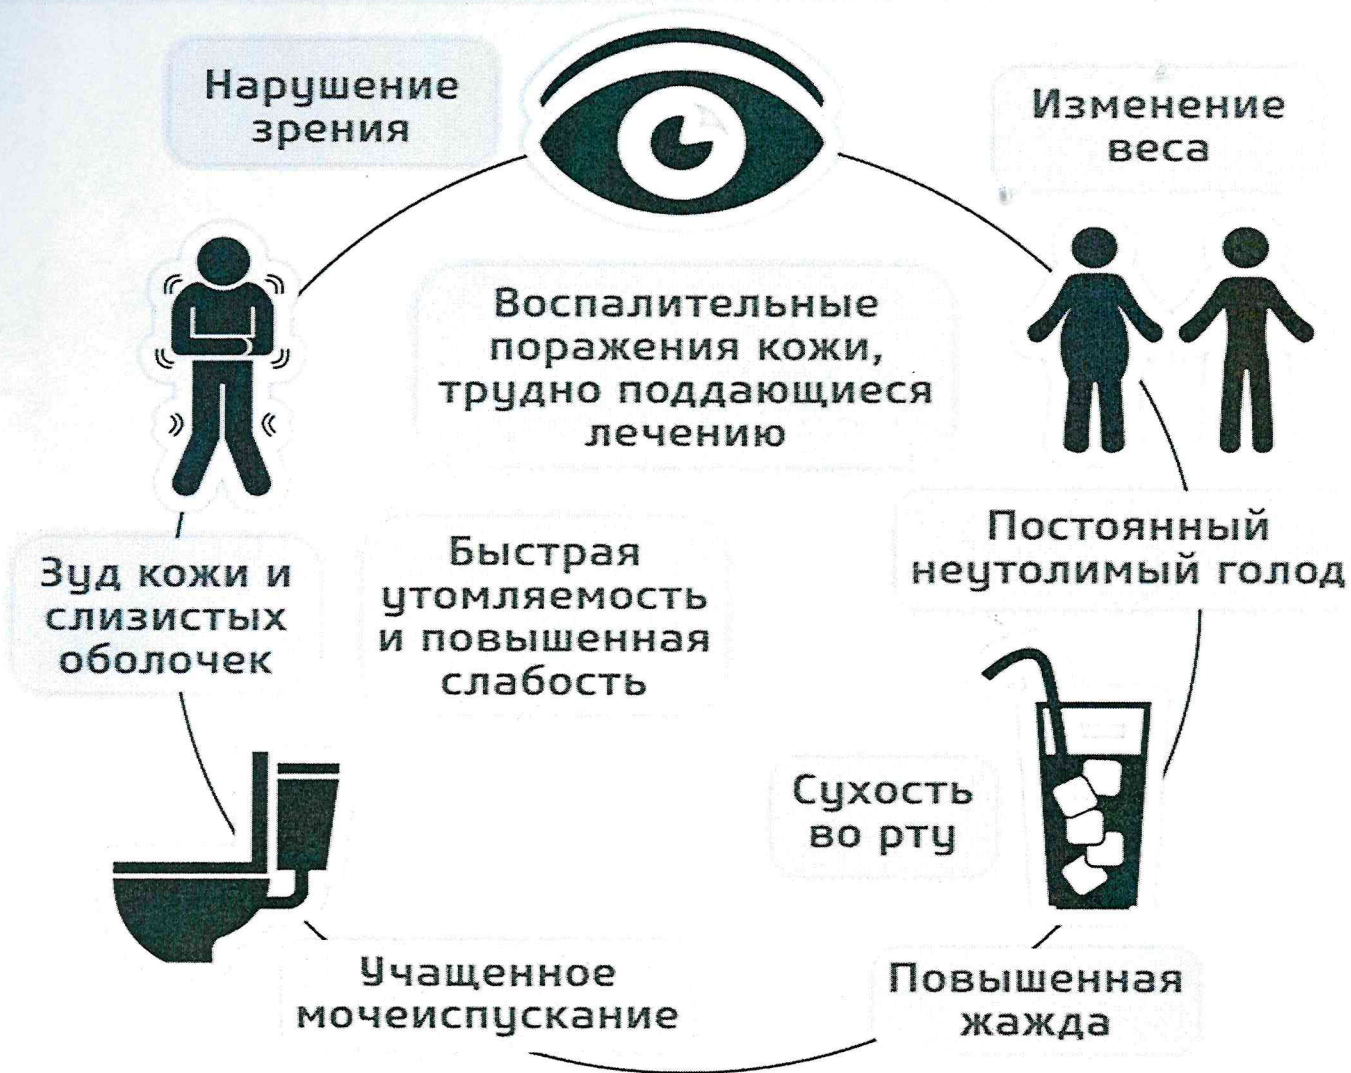 Нарушение
зрения
Изменение
веса
Воспалительные
поражения кожи,
трудно поддающиеся
лечению
Постоянный
неутолимый голод
Зуд кожи и
слизистых
оболочек
Быстрая
утомляемость
и повышенная
слабость
Сухость
во рту
Учащенное
мочеиспускание
Повышенная
жажда